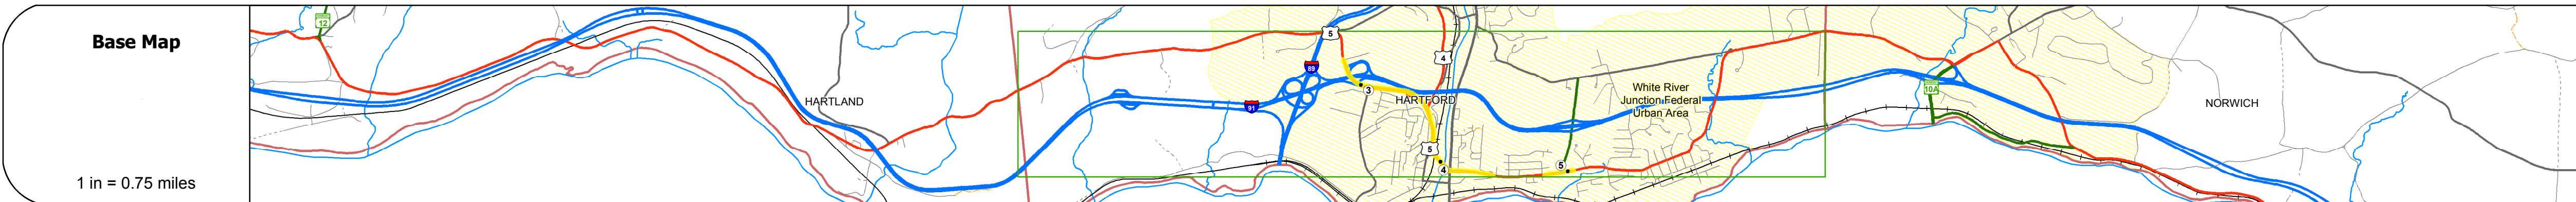 Base Map
1 in = 0.75 miles
12
HARTLAND
91
89
5
3
4
HARTFORD
5
4
5
White River
Junction Federal
Urban Area
10A
NORWICH